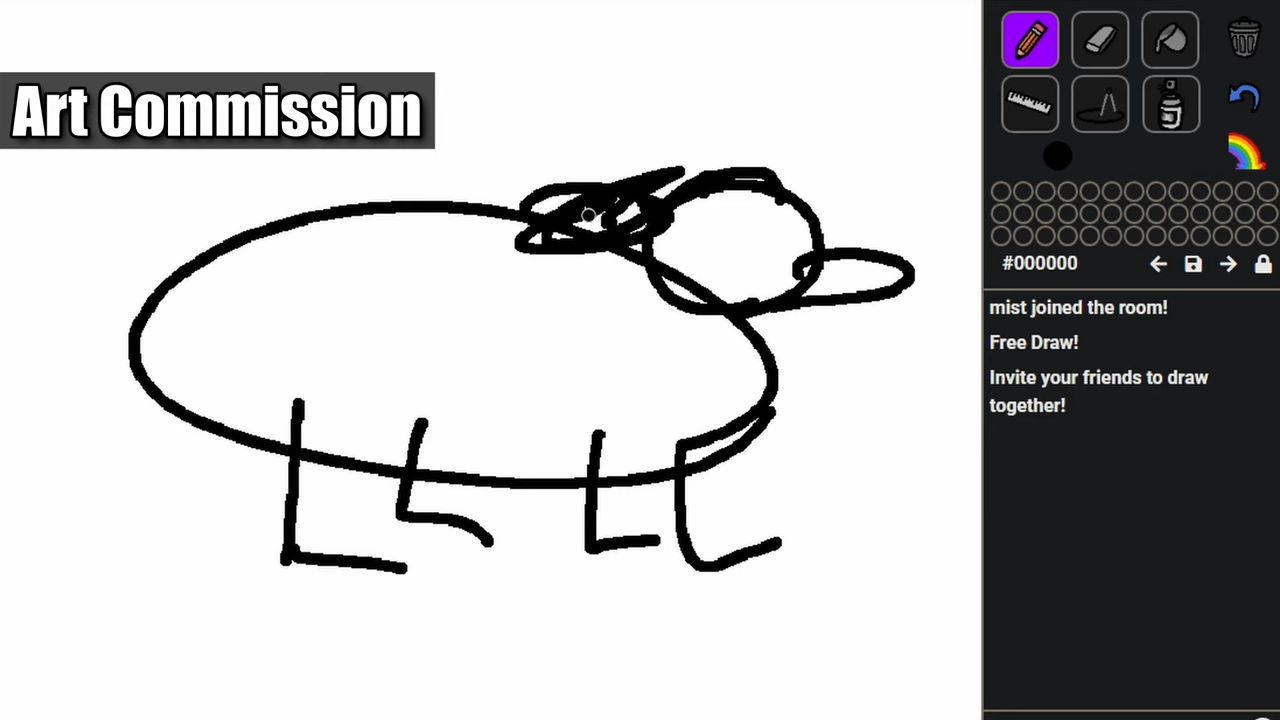 Art Commission
#000000
mist joined the room!
Free Draw!
Invite your friends to draw
together!